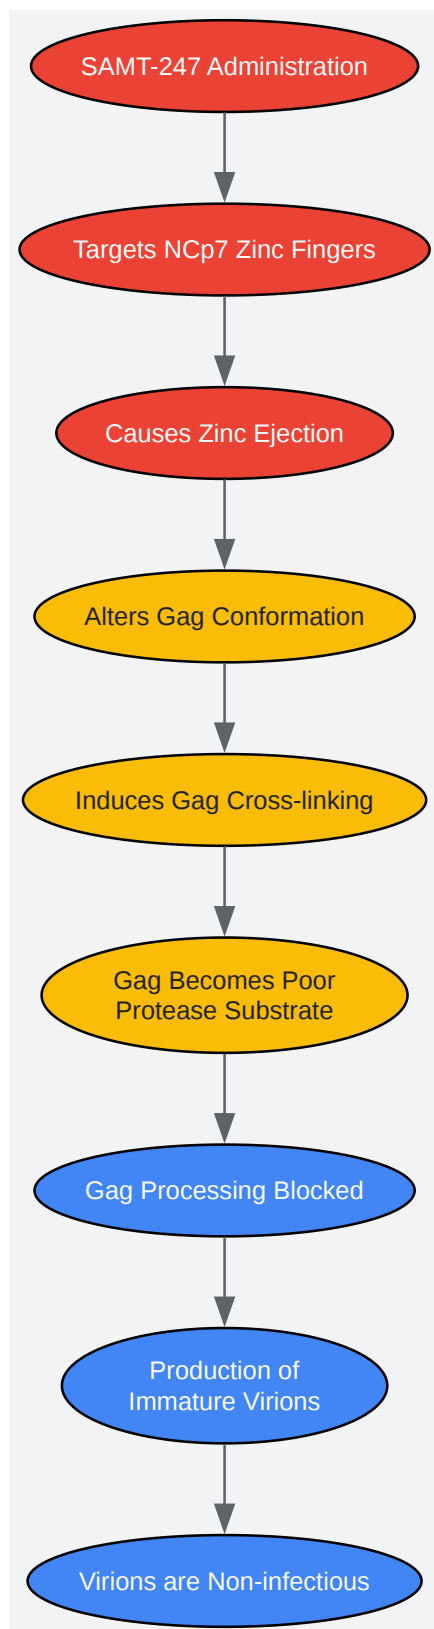 SAMT-247 Administration
Targets NCp7 Zinc Fingers
Causes Zinc Ejection
Alters Gag Conformation
Induces Gag Cross-linking
Gag Becomes Poor
Protease Substrate
Gag Processing Blocked
Production of
Immature Virions
Virions are Non-infectious